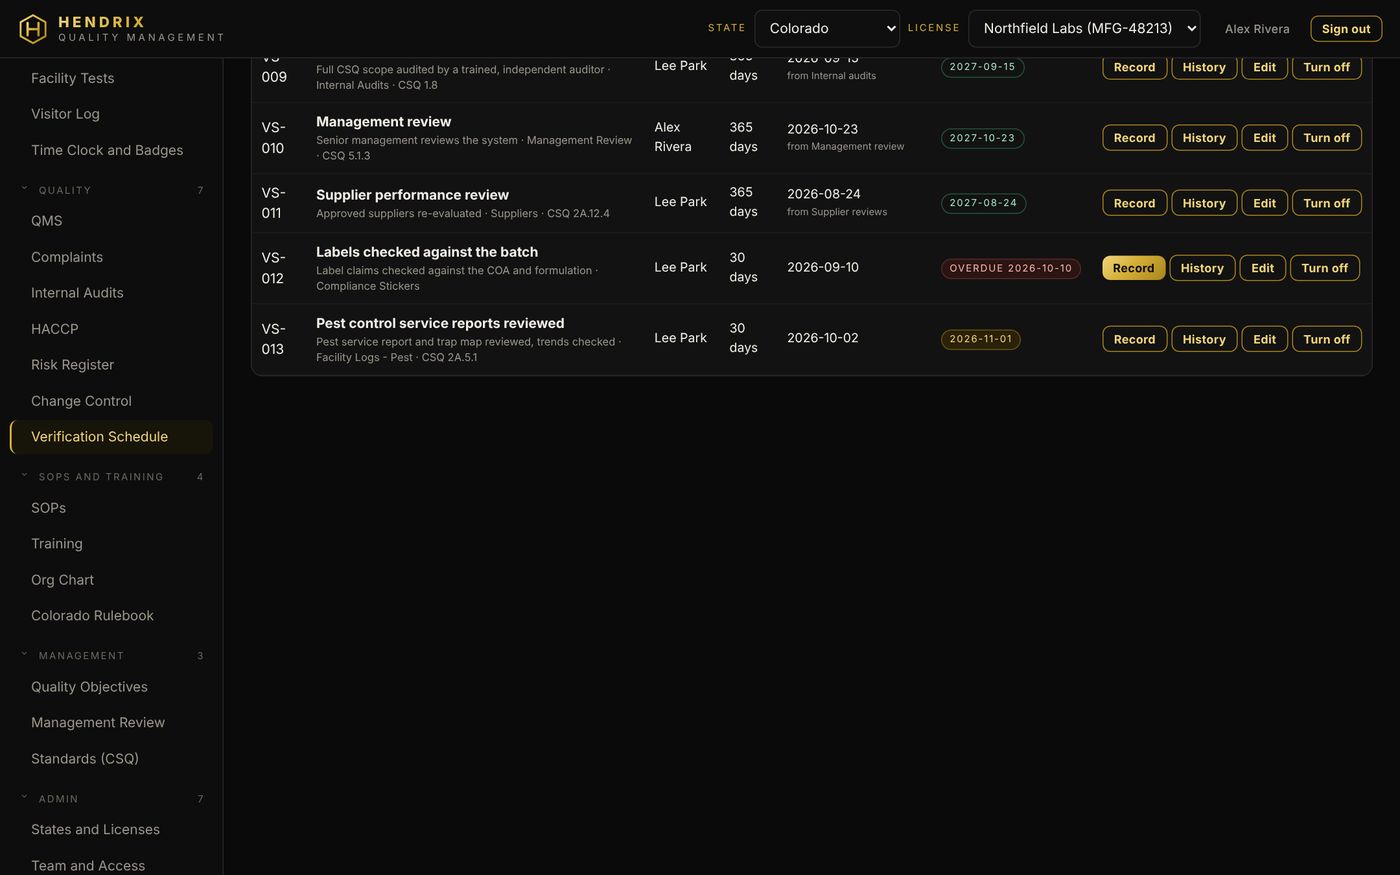 HENDRIX
QUALITY MANAGEMENT
STATE
Colorado
LICENSE
Northfield Labs (MFG-48213)
Alex Rivera
Sign out
Facility Tests
Visitor Log
Time Clock and Badges
QUALITY 7
QMS
Complaints
Internal Audits
HACCP
Risk Register
Change Control
Verification Schedule
SOPS AND TRAINING 4
SOPs
Training
Org Chart
Colorado Rulebook
MANAGEMENT 3
Quality Objectives
Management Review
Standards (CSQ)
ADMIN 7
States and Licenses
Team and Access
009
Full CSQ scope audited by a trained, independent auditor ·
Internal Audits · CSQ 1.8
Lee Park
days
from Internal audits
2027-09-15
Record History Edit Turn off
VS-
010
Management review
Senior management reviews the system · Management Review
· CSQ 5.1.3
Alex
Rivera
365
days
2026-10-23
from Management review
2027-10-23
Record History Edit Turn off
VS-
011
Supplier performance review
Approved suppliers re-evaluated · Suppliers · CSQ 2A.12.4
Lee Park
365
days
2026-08-24
from Supplier reviews
2027-08-24
Record History Edit Turn off
VS-
012
Labels checked against the batch
Label claims checked against the COA and formulation ·
Compliance Stickers
Lee Park
30
days
2026-09-10
OVERDUE 2026-10-10
Record History Edit Turn off
VS-
013
Pest control service reports reviewed
Pest service report and trap map reviewed, trends checked ·
Facility Logs - Pest · CSQ 2A.5.1
Lee Park
30
days
2026-10-02
2026-11-01
Record History Edit Turn off